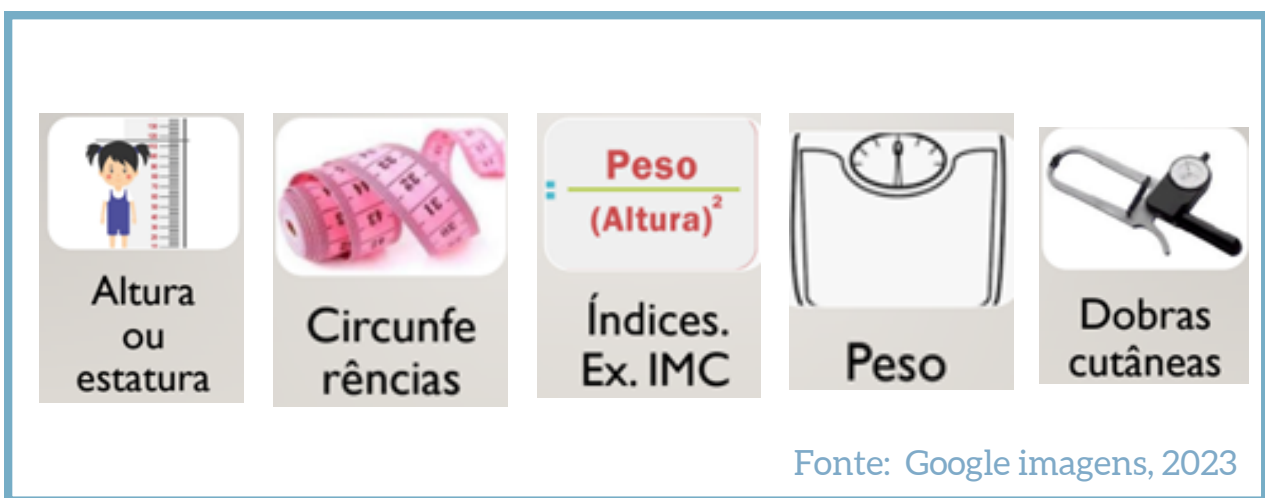 Altura
ou
estatura
Circunfe
rências
Peso
(Altura)²
Índices.
Ex. IMC
Peso
Dobras
cutâneas
Fonte: Google imagens, 2023